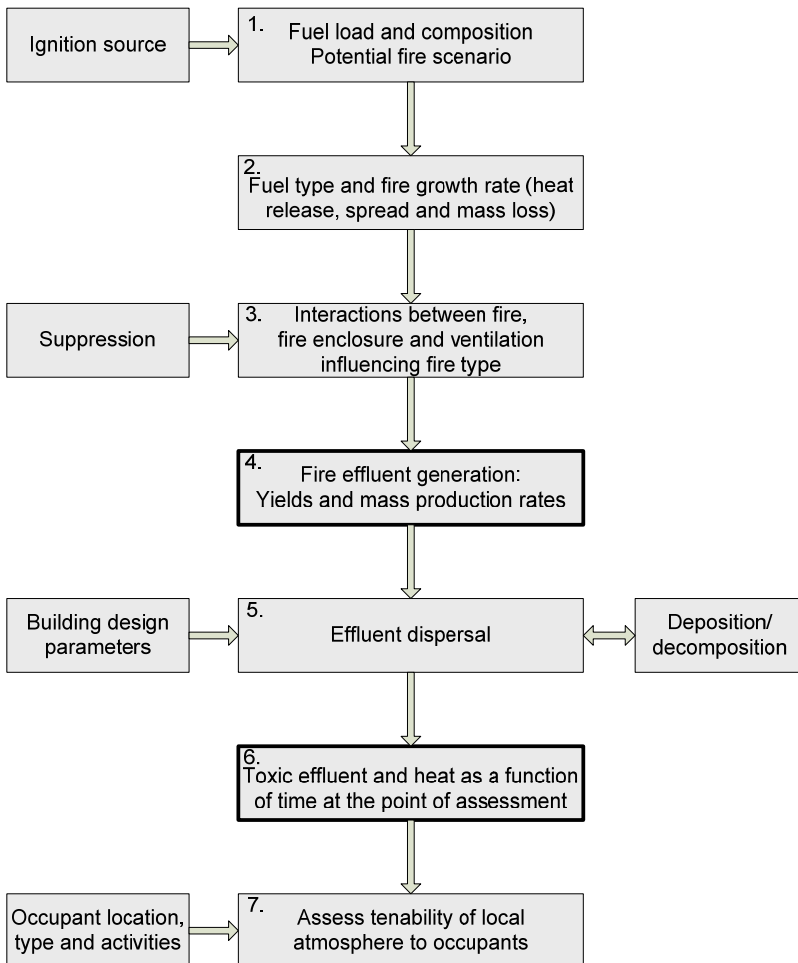 Ignition source
1.
Fuel load and composition
Potential fire scenario
2.
Fuel type and fire growth rate (heat
release, spread and mass loss)
Suppression
3.
Interactions between fire,
fire enclosure and ventilation
influencing fire type
4.
Fire effluent generation:
Yields and mass production rates
Building design
parameters
5.
Effluent dispersal
Deposition/
decomposition
6.
Toxic effluent and heat as a function
of time at the point of assessment
Occupant location,
type and activities
7.
Assess tenability of local
atmosphere to occupants